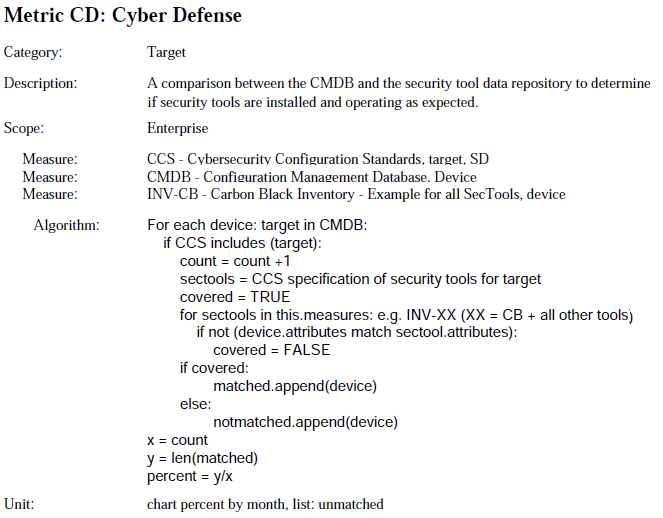 Metric CD: Cyber Defense
Category: Target
Description: A comparison between the CMDB and the security tool data repository to determine
if security tools are installed and operating as expected.
Scope: Enterprise
Measure: CCS - Cybersecurity Configuration Standards, target, SD
Measure: CMDB - Configuration Management Database, Device
Measure: INV-CB - Carbon Black Inventory - Example for all SecTools, device
Algorithm: For each device: target in CMDB:
if CCS includes (target):
count = count +1
sectools = CCS specification of security tools for target
covered = TRUE
for sectools in this.measures: e.g. INV-XX (XX = CB + all other tools)
if not (device.attributes match sectool.attributes):
covered = FALSE
if covered:
matched.append(device)
else:
notmatched.append(device)
x = count
y = len(matched)
percent = y/x
Unit: chart percent by month, list: unmatched